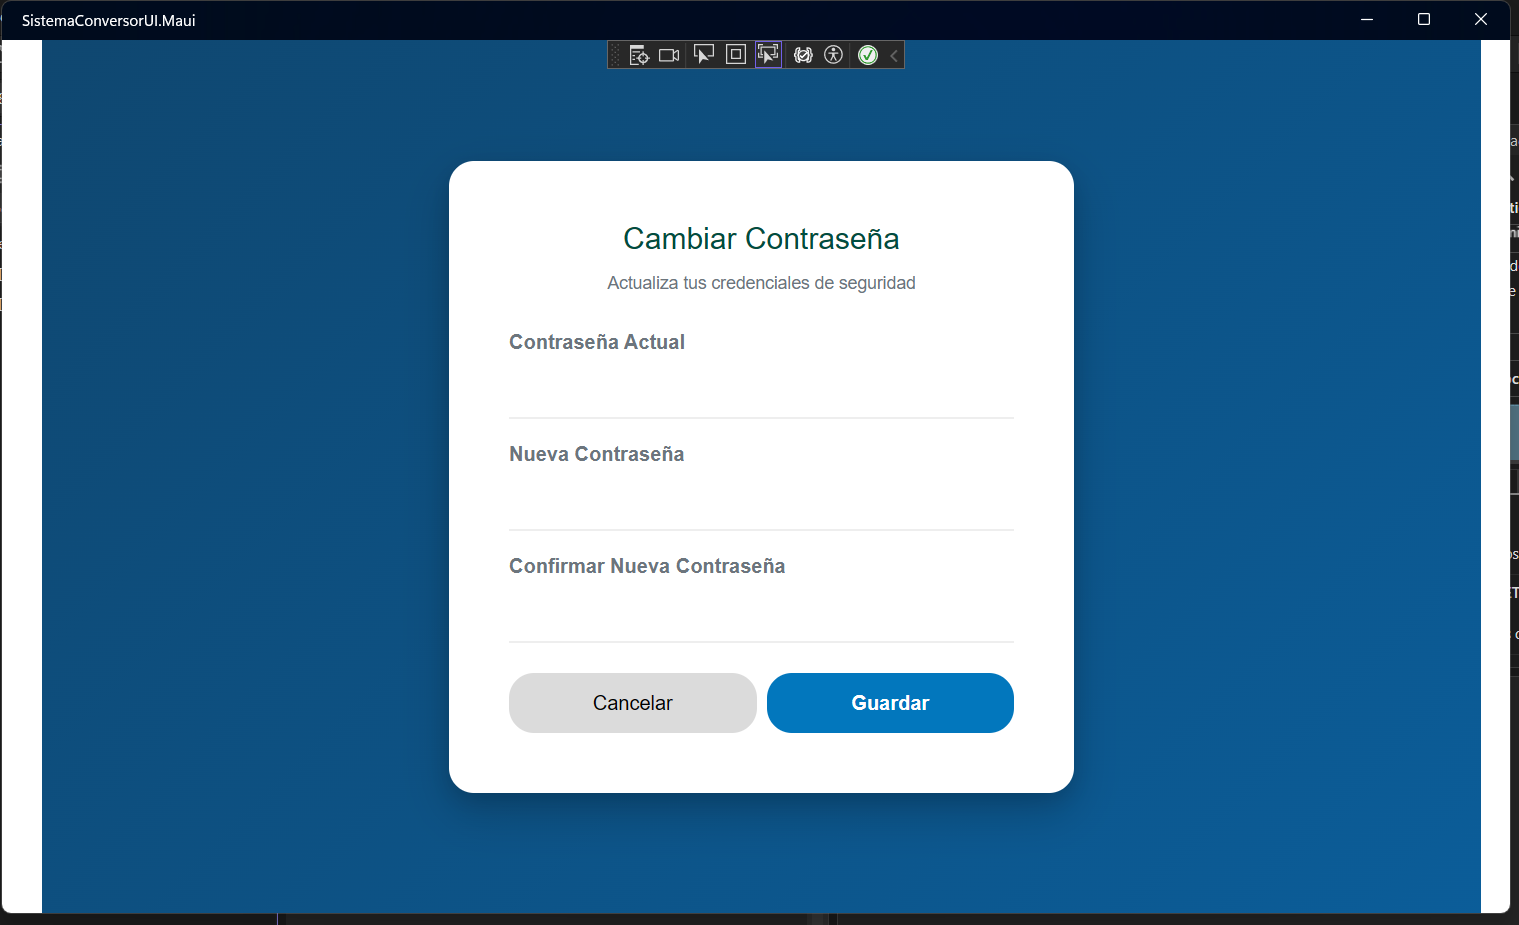 SistemaConversorUI.Maui
Cambiar Contraseña
Actualiza tus credenciales de seguridad
Contraseña Actual
Nueva Contraseña
Confirmar Nueva Contraseña
Cancelar
Guardar